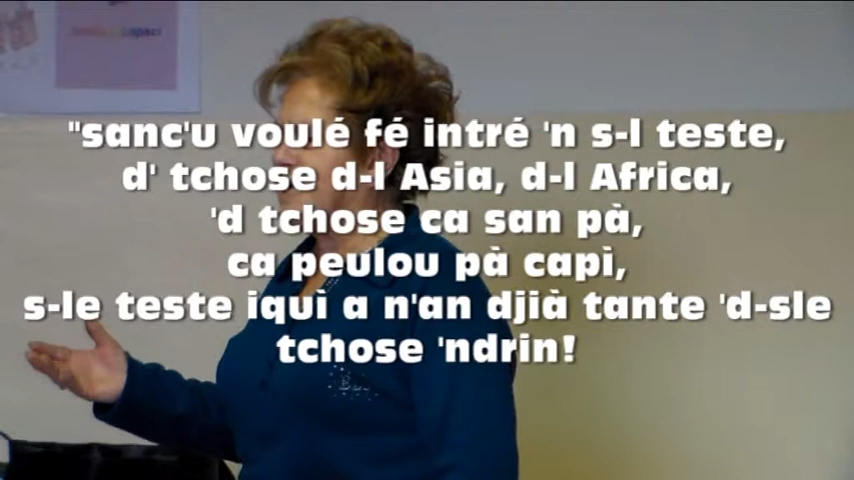 "sanc'u voulé fé intré 'n s-l teste,
d' tchose d-l Asia, d-l Africa,
'd tchose ca san pà,
ca peulou pà capì,
s-le teste iquì a n'an djià tante 'd-sle
tchose 'ndrin!